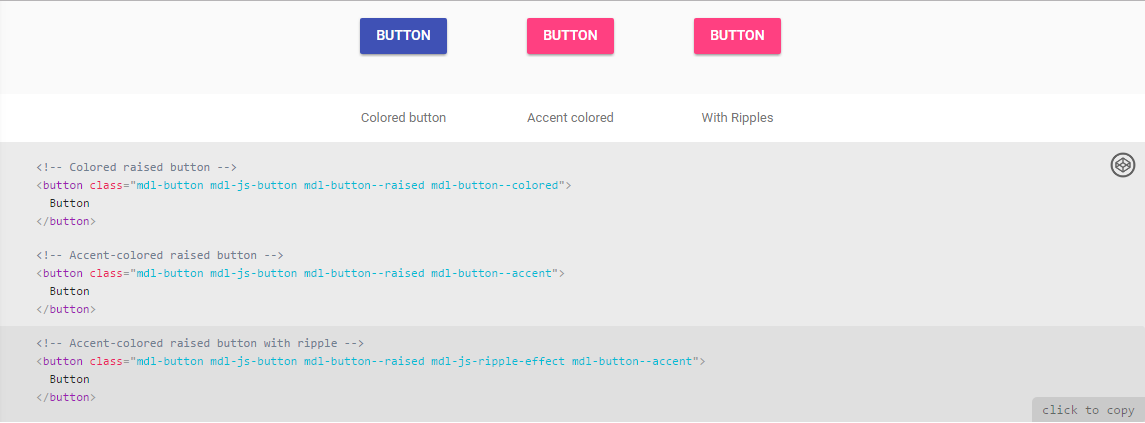 BUTTON BUTTON BUTTON
Colored button Accent colored With Ripples
<!-- Colored raised button -->
<button class="mdl-button mdl-js-button mdl-button--raised mdl-button--colored">
Button
</button>
<!-- Accent-colored raised button -->
<button class="mdl-button mdl-js-button mdl-button--raised mdl-button--accent">
Button
</button>
<!-- Accent-colored raised button with ripple -->
<button class="mdl-button mdl-js-button mdl-button--raised mdl-js-ripple-effect mdl-button--accent">
Button
</button>
click to copy